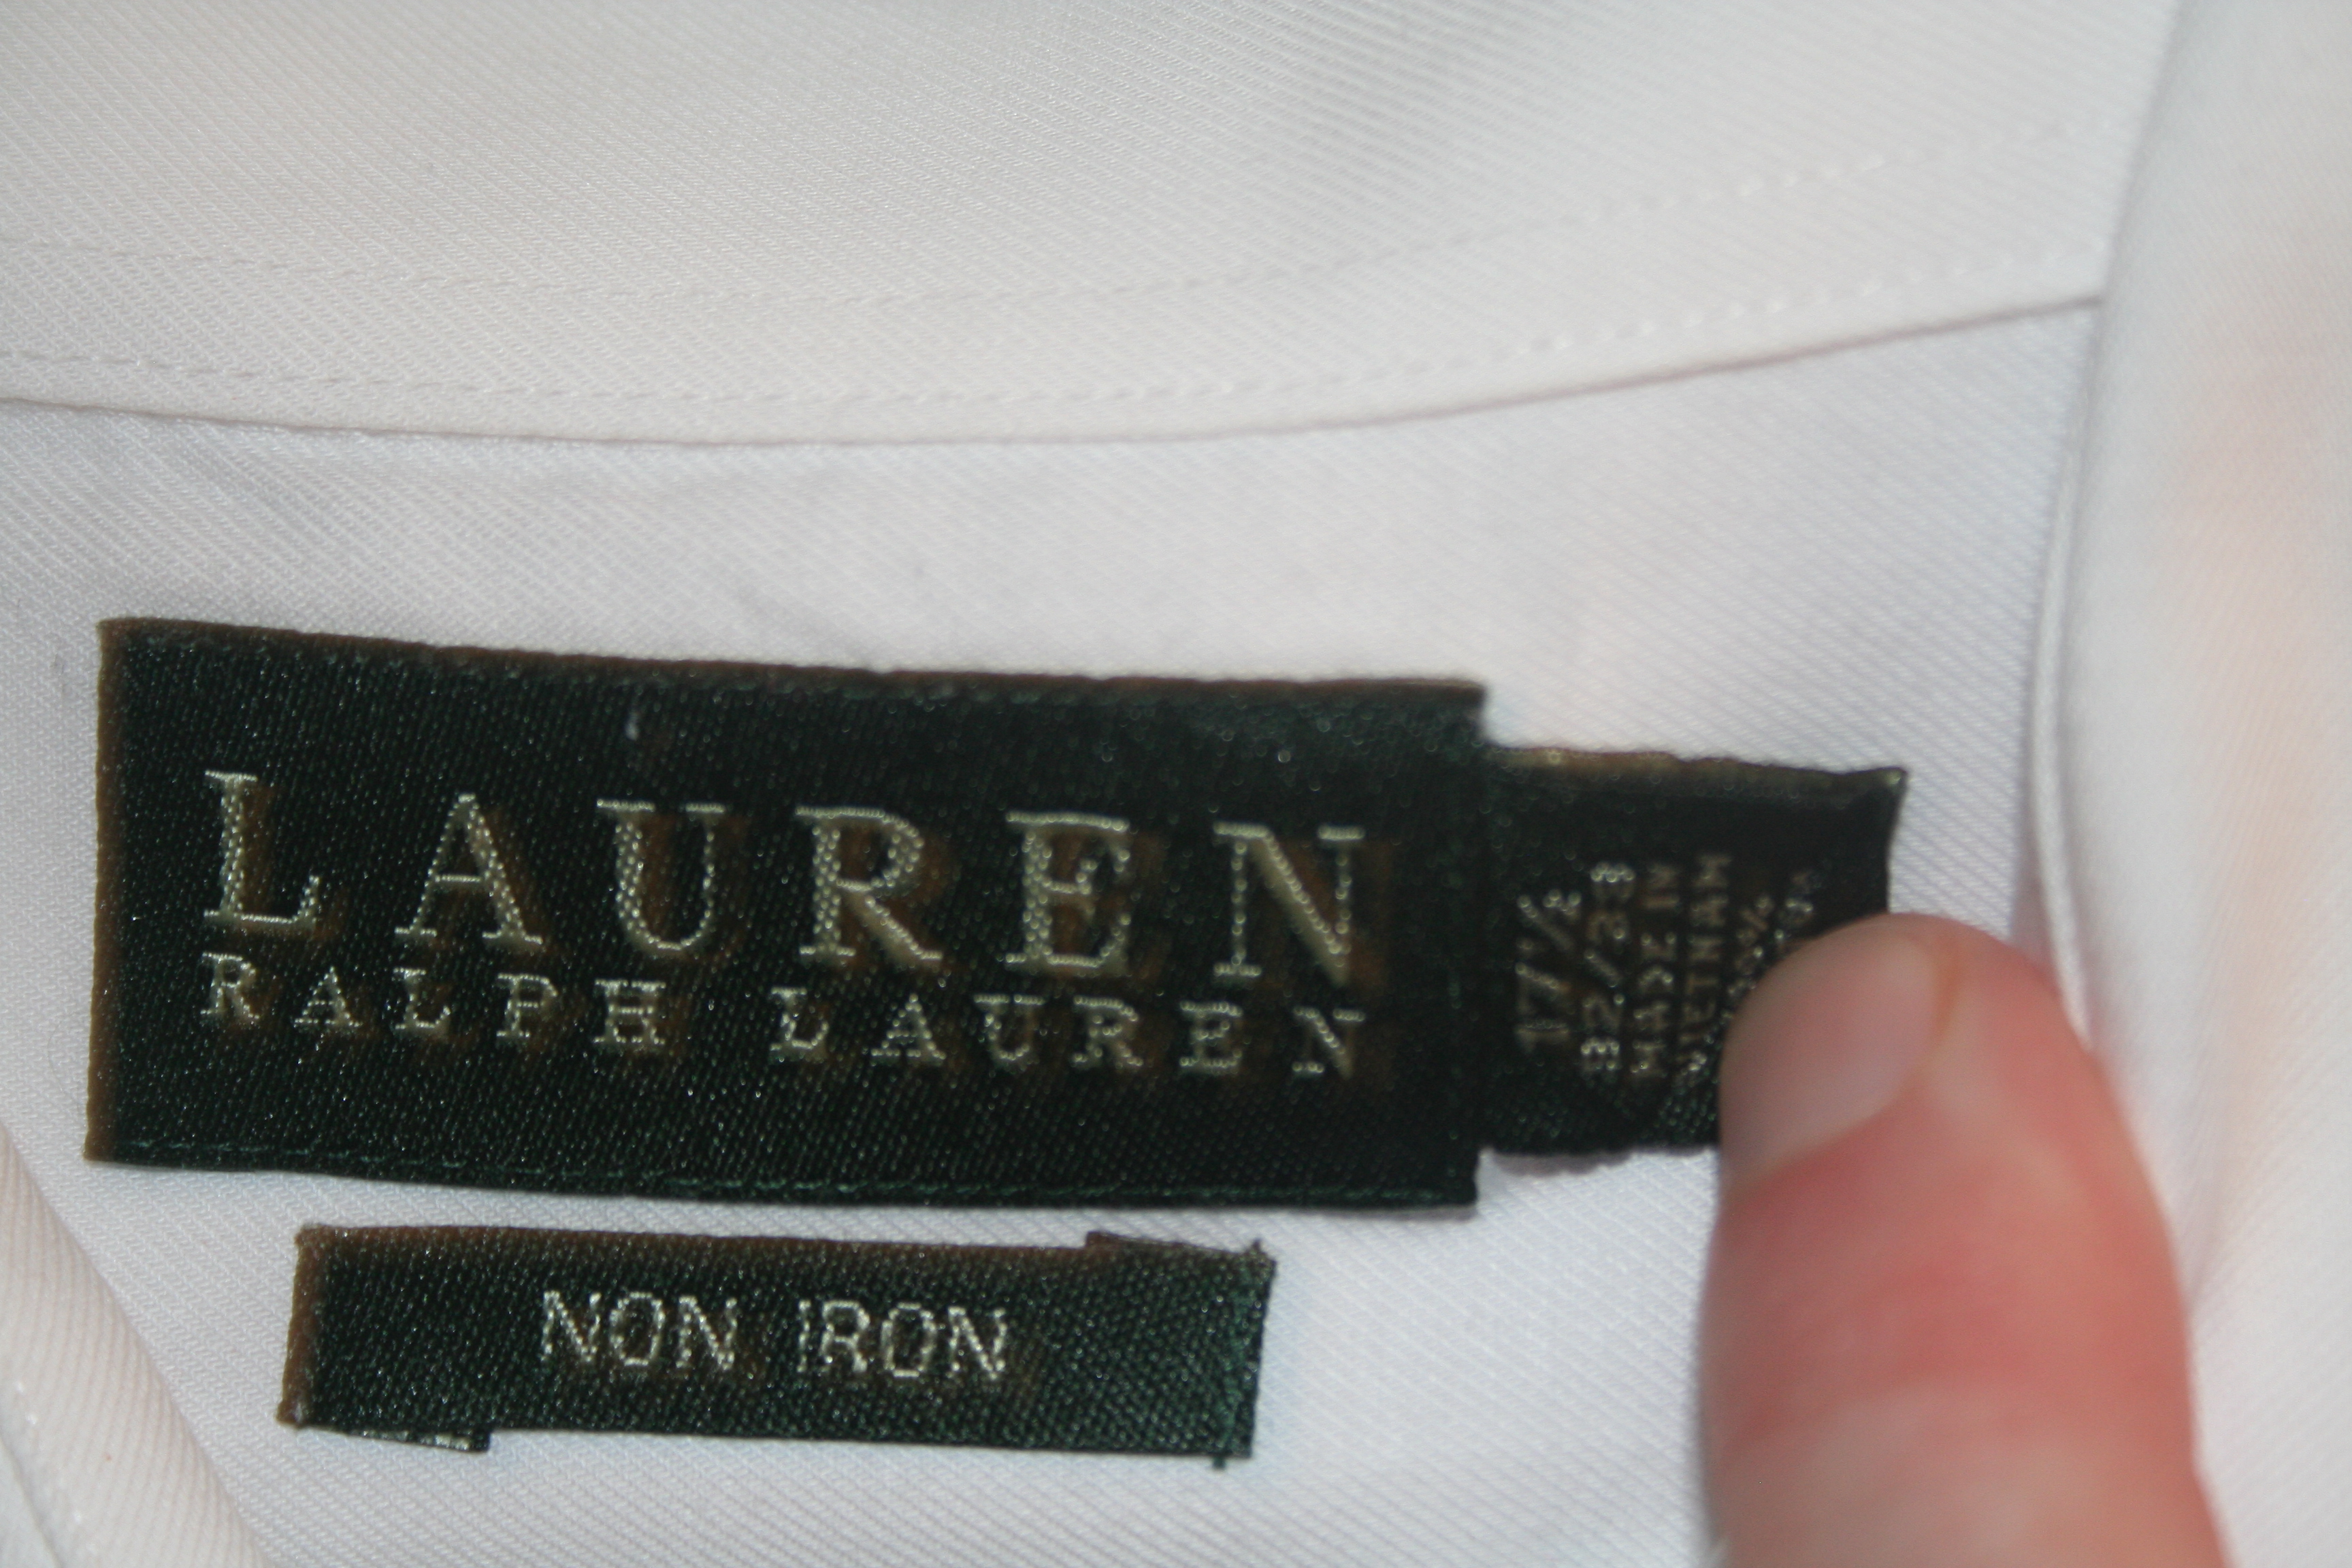 LAUREN
RALPH LAUREN
17½
32/33
MADE IN
VIETNAM
NON IRON